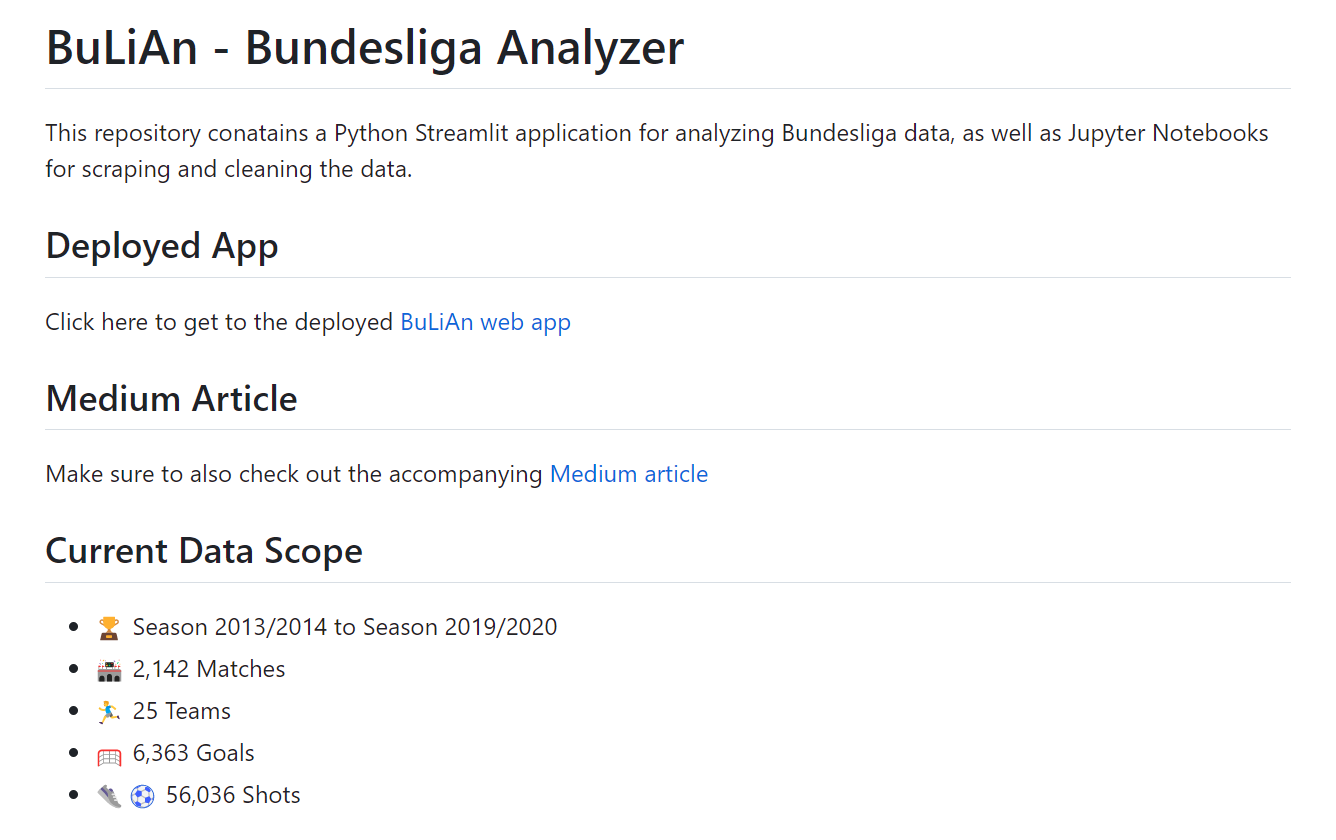 BuLiAn - Bundesliga Analyzer
This repository conatains a Python Streamlit application for analyzing Bundesliga data, as well as Jupyter Notebooks
for scraping and cleaning the data.
Deployed App
Click here to get to the deployed BuLiAn web app
Medium Article
Make sure to also check out the accompanying Medium article
Current Data Scope
Season 2013/2014 to Season 2019/2020
2,142 Matches
25 Teams
6,363 Goals
56,036 Shots